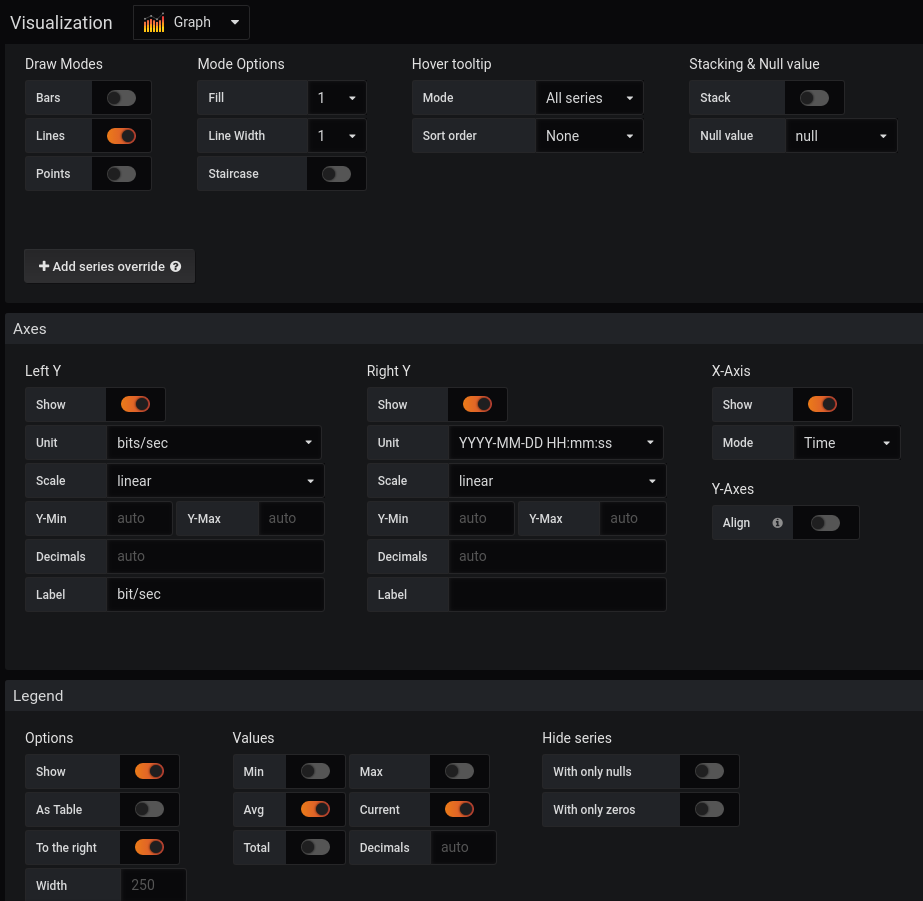 Visualization Graph
Draw Modes Mode Options Hover tooltip Stacking & Null value
Bars Fill 1 Mode All series Stack
Lines Line Width 1 Sort order None Null value null
Points Staircase
+ Add series override ?
Axes
Left Y Right Y X-Axis
Show Show Show
Unit bits/sec Unit YYYY-MM-DD HH:mm:ss Mode Time
Scale linear Scale linear
Y-Axes
Y-Min auto Y-Max auto Y-Min auto Y-Max auto Align i
Decimals auto Decimals auto
Label bit/sec Label
Legend
Options Values Hide series
Show Min Max With only nulls
As Table Avg Current With only zeros
To the right Total Decimals auto
Width 250